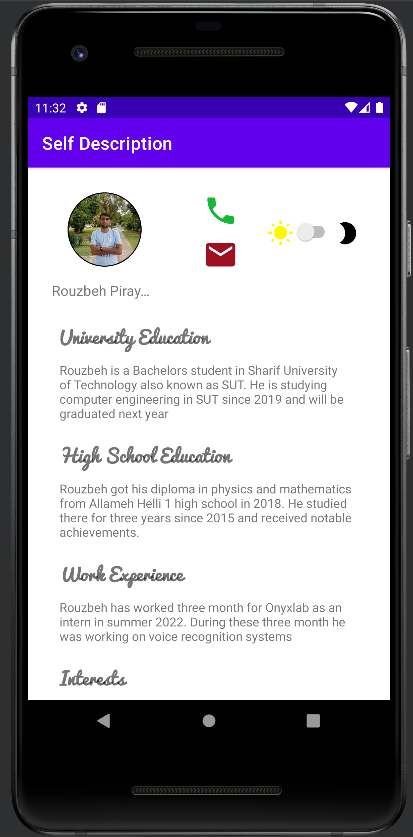 11:32
Self Description
Rouzbeh Piray...
University Education
Rouzbeh is a Bachelors student in Sharif University
of Technology also known as SUT. He is studying
computer engineering in SUT since 2019 and will be
graduated next year
High School Education
Rouzbeh got his diploma in physics and mathematics
from Allameh Helli 1 high school in 2018. He studied
there for three years since 2015 and received notable
achievements.
Work Experience
Rouzbeh has worked three month for Onyxlab as an
intern in summer 2022. During these three month he
was working on voice recognition systems
Interests